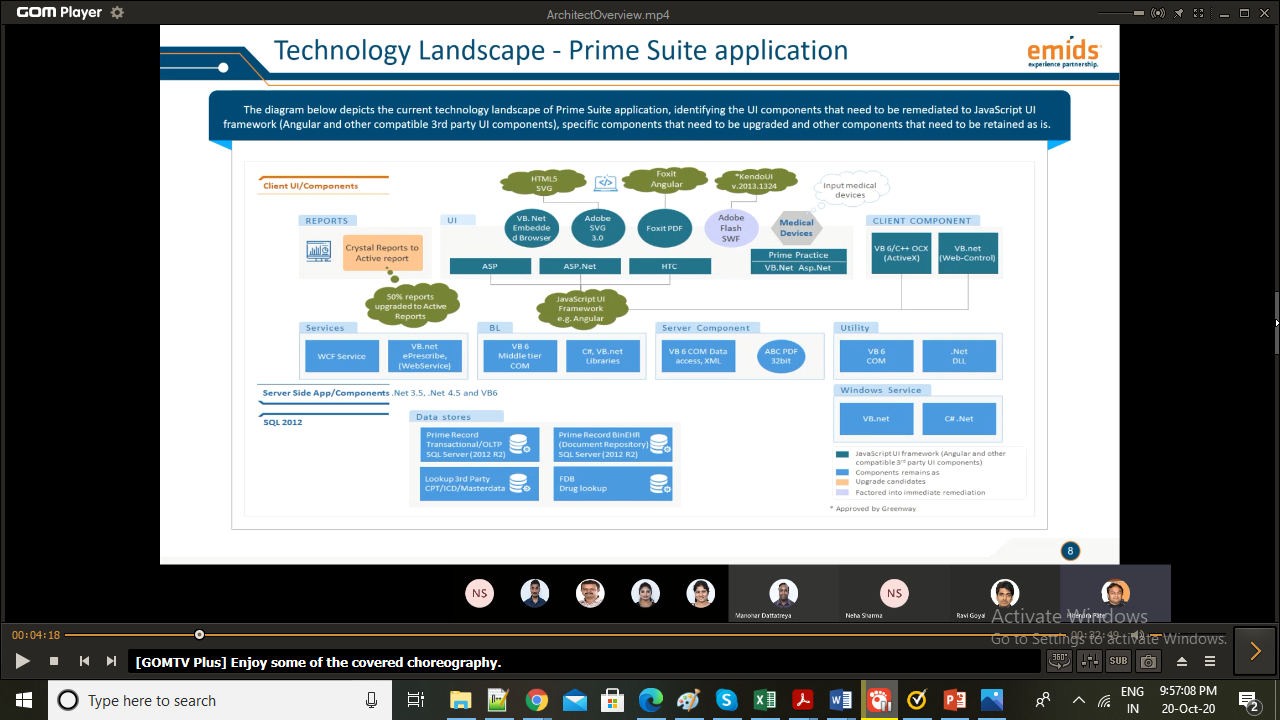 GOM Player
ArchitectOverview.mp4
Technology Landscape - Prime Suite application
emids
experience partnership.
The diagram below depicts the current technology landscape of Prime Suite application, identifying the UI components that need to be remediated to JavaScript UI
framework (Angular and other compatible 3rd party UI components), specific components that need to be upgraded and other components that need to be retained as is.
Client UI/Components
HTML5
SVG
Foxit
Angular
*KendoUI
v.2013.1324
Input medical
devices
REPORTS
Crystal Reports to
Active report
50% reports
upgraded to Active
Reports
UI
VB. Net
Embedde
d Browser
Adobe
SVG
3.0
Foxit PDF
Adobe
Flash
SWF
Medical
Devices
ASP
ASP.Net
HTC
Prime Practice
VB.Net Asp.Net
JavaScript UI
Framework
e.g. Angular
CLIENT COMPONENT
VB 6/C++ OCX
(ActiveX)
VB.net
(Web-Control)
Services
WCF Service
VB.net
ePrescribe,
(WebService)
BL
VB 6
Middle tier
COM
C#, VB.net
Libraries
Server Component
VB 6 COM Data
access, XML
ABC PDF
32bit
Utility
VB 6
COM
.Net
DLL
Server Side App/Components .Net 3.5, .Net 4.5 and VB6
SQL 2012
Windows Service
VB.net
C# .Net
Data stores
Prime Record
Transactional/OLTP
SQL Server (2012 R2)
Prime Record BinEHR
(Document Repository)
SQL Server (2012 R2)
Lookup 3rd Party
CPT/ICD/Masterdata
FDB
Drug lookup
JavaScript UI framework (Angular and other
compatible 3rd party UI components)
Components remains as
Upgrade candidates
Factored into immediate remediation
* Approved by Greenway
8
NS
NS
Manohar Dattatreya
Neha Sharma
Ravi Goyal
Activate Windows
Go to Settings to activate Windows.
00:04:18
00:32:49
[GOMTV Plus] Enjoy some of the covered choreography.
360°
SUB
Type here to search
ENG
IN
9:57:08 PM
20-Oct-20
2